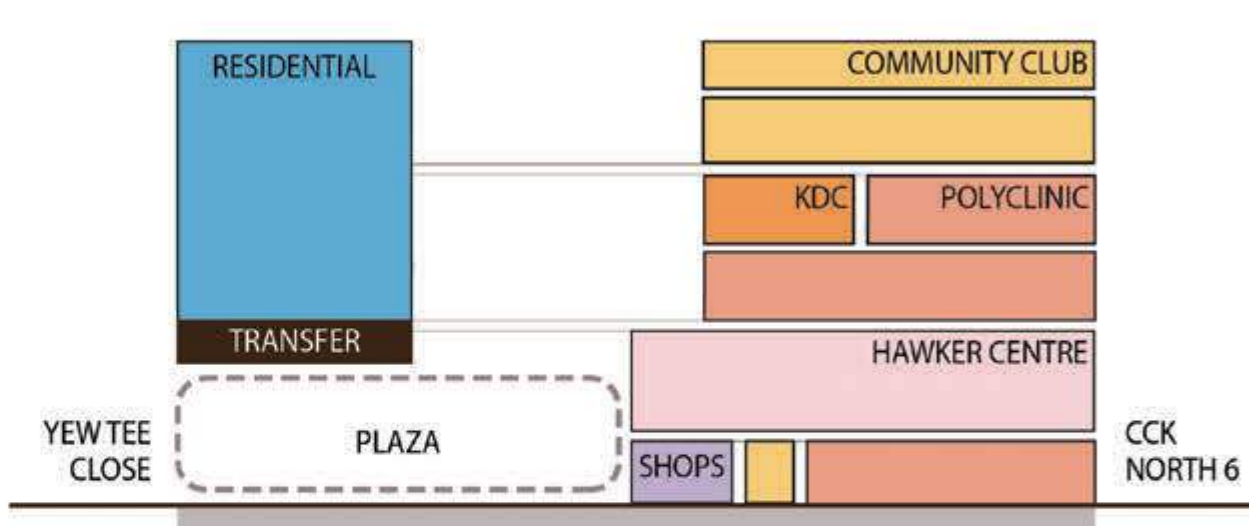 RESIDENTIAL
COMMUNITY CLUB
KDC
POLYCLINIC
TRANSFER
HAWKER CENTRE
YEW TEE
CLOSE
PLAZA
SHOPS
CCK
NORTH 6